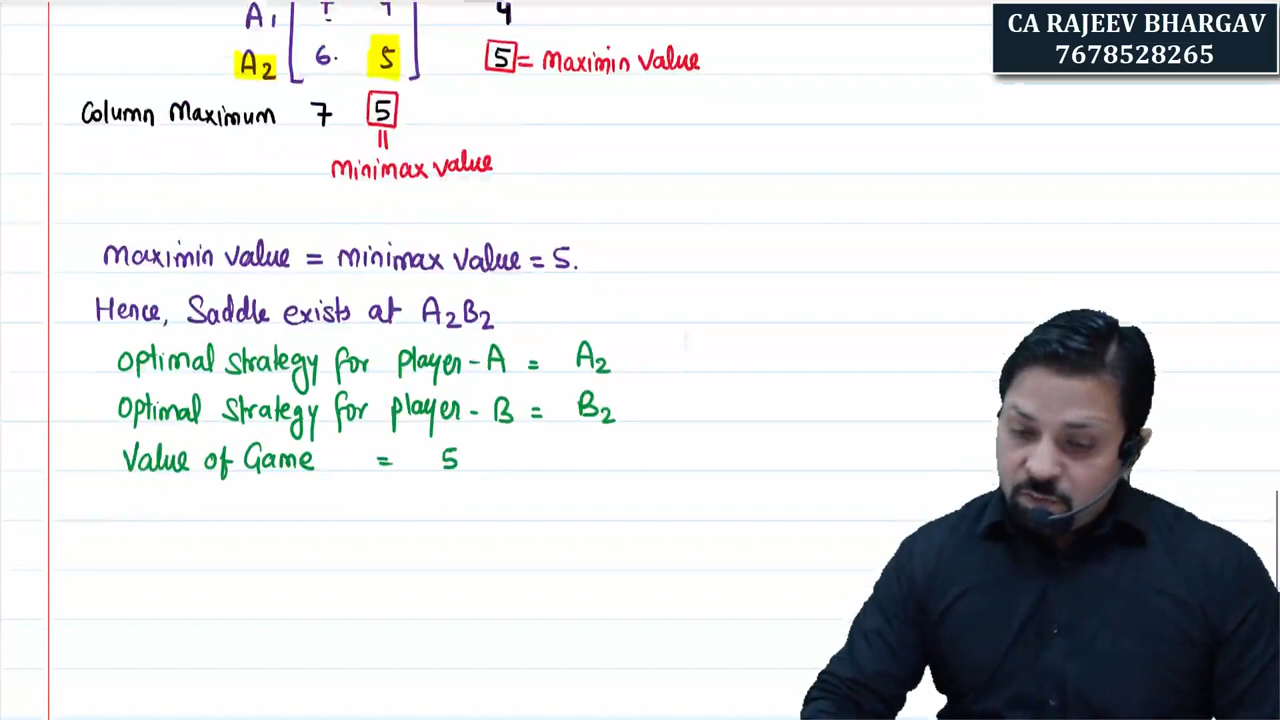 A1 4
A2 6. 5 5 = Maximin value
Column Maximum 7 5
=
Minimax value
Maximin value = minimax value = 5.
Hence, Saddle exists at A2B2
Optimal strategy for player - A = A2
Optimal strategy for player - B = B2
Value of Game = 5
CA RAJEEV BHARGAV
7678528265